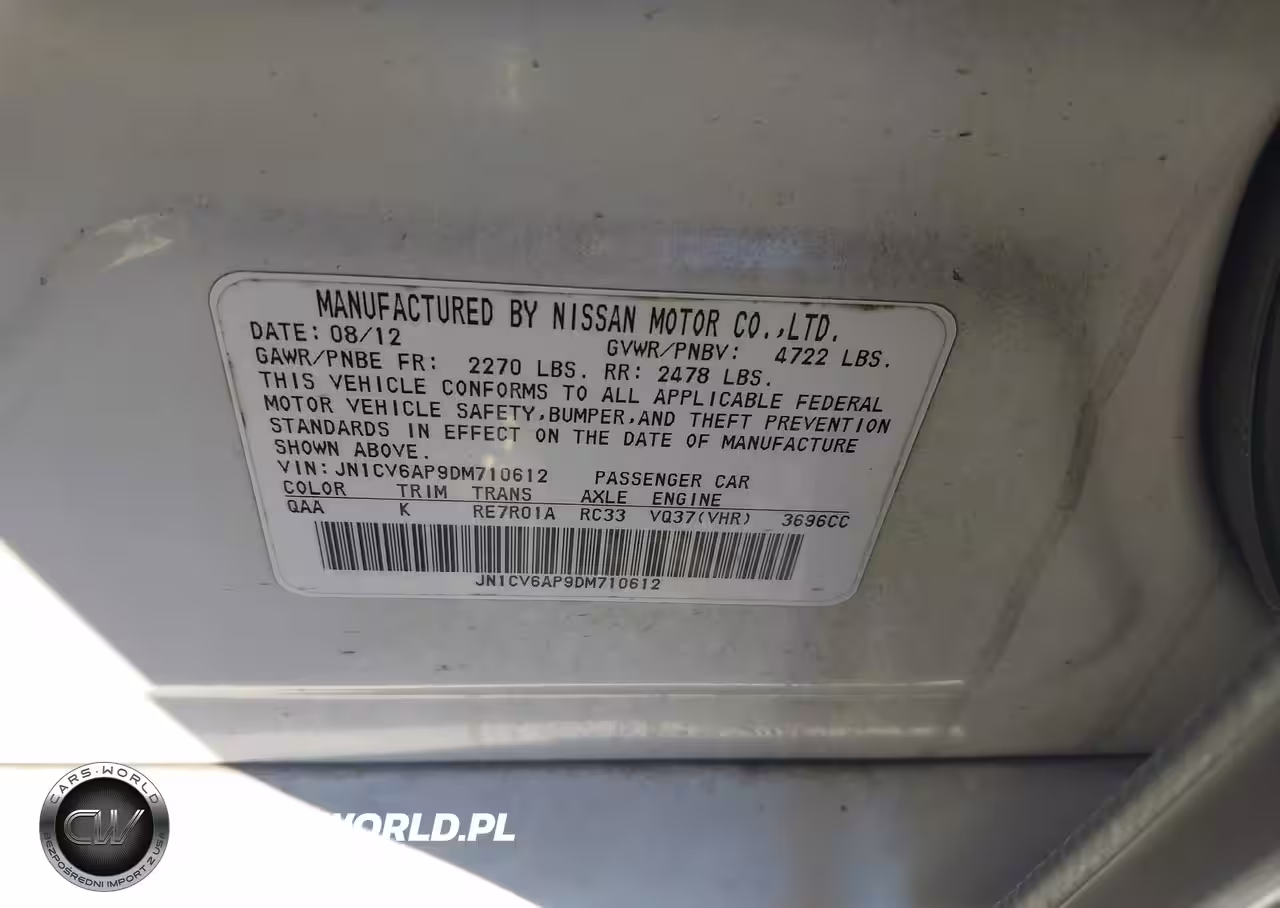 MANUFACTURED BY NISSAN MOTOR CO.,LTD.
DATE: 08/12 GVWR/PNBV: 4722 LBS.
GAWR/PNBE FR: 2270 LBS. RR: 2478 LBS.
THIS VEHICLE CONFORMS TO ALL APPLICABLE FEDERAL
MOTOR VEHICLE SAFETY,BUMPER,AND THEFT PREVENTION
STANDARDS IN EFFECT ON THE DATE OF MANUFACTURE
SHOWN ABOVE.
VIN: JN1CV6AP9DM710612 PASSENGER CAR
COLOR TRIM TRANS AXLE ENGINE
QAA K RE7R01A RC33 VQ37(VHR) 3696CC
JN1CV6AP9DM710612
CARS-WORLD
CW
BEZPOŚREDNI IMPORT Z USA
WORLD.PL